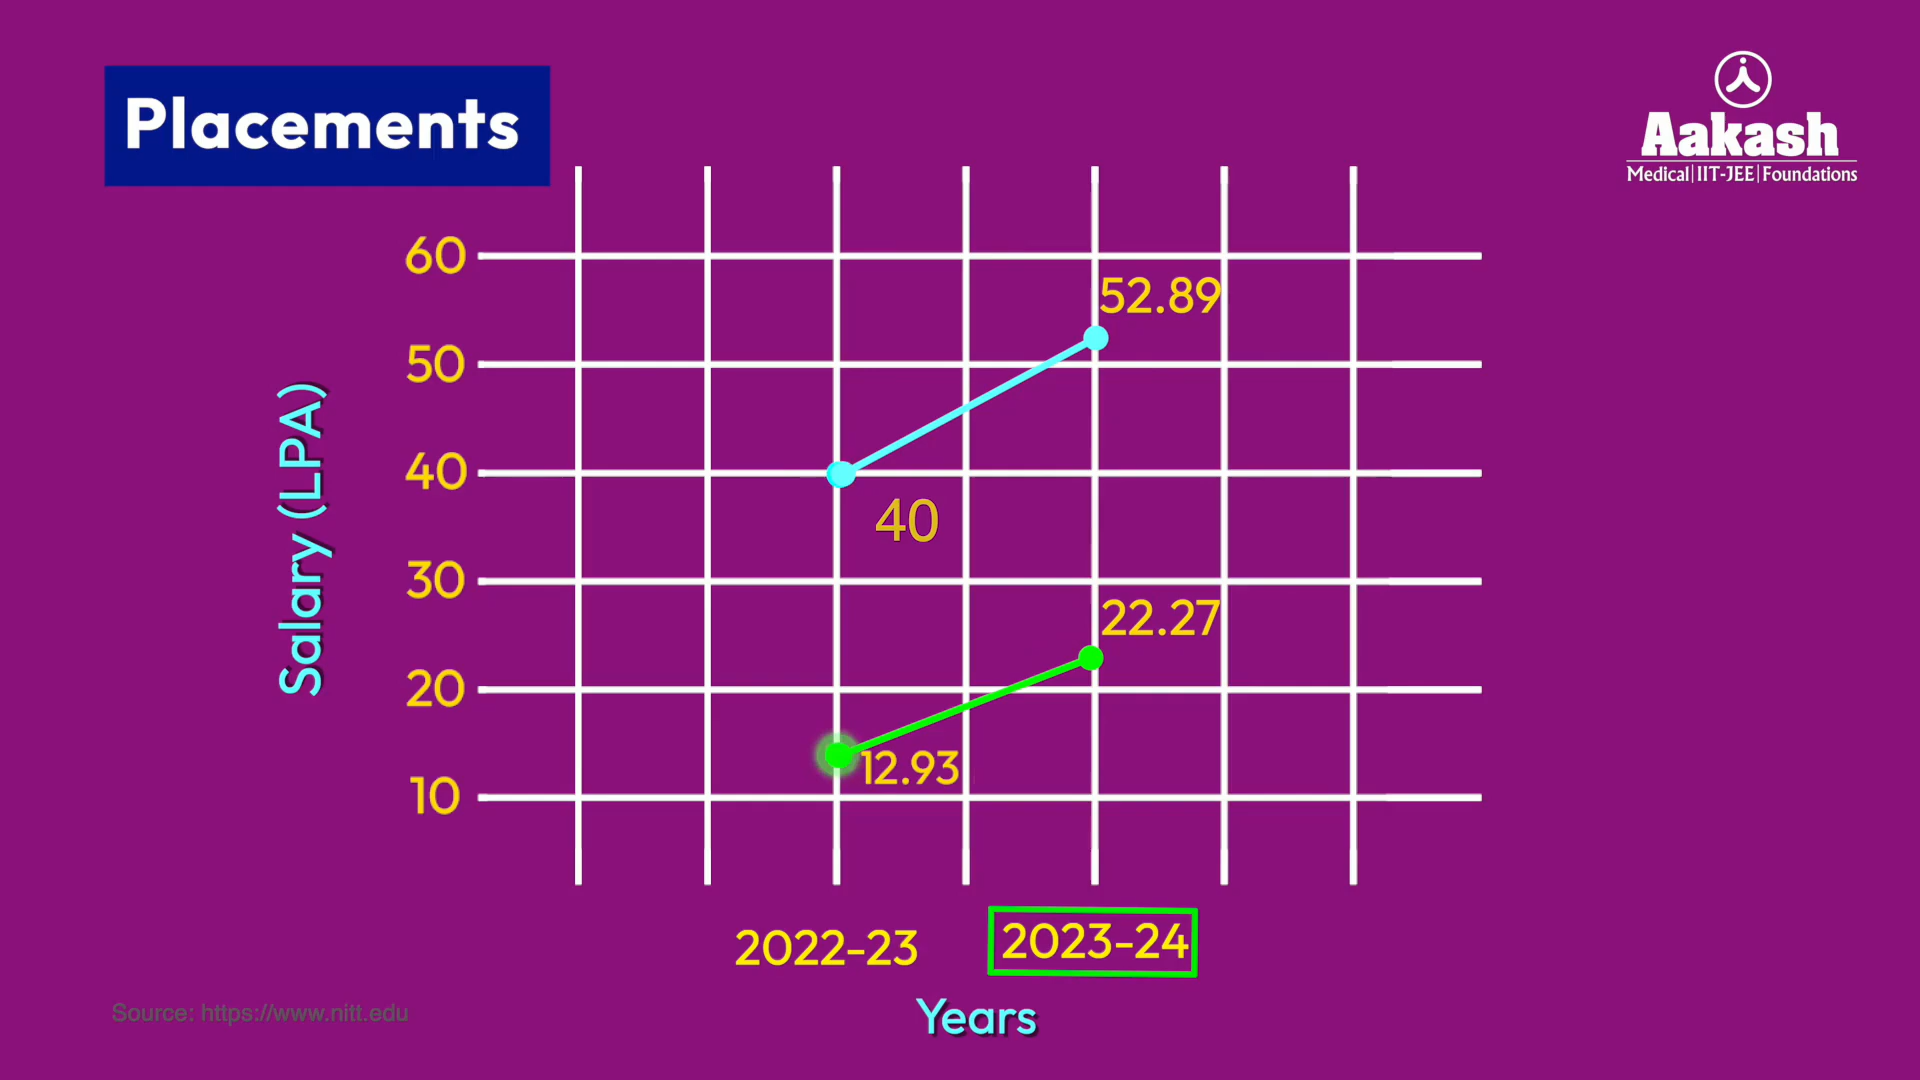 Placements
Aakash
Medical|IIT-JEE|Foundations
60
50
40
30
20
10
Salary (LPA)
52.89
40
22.27
12.93
2022-23
2023-24
Years
Source: https://www.nitt.edu